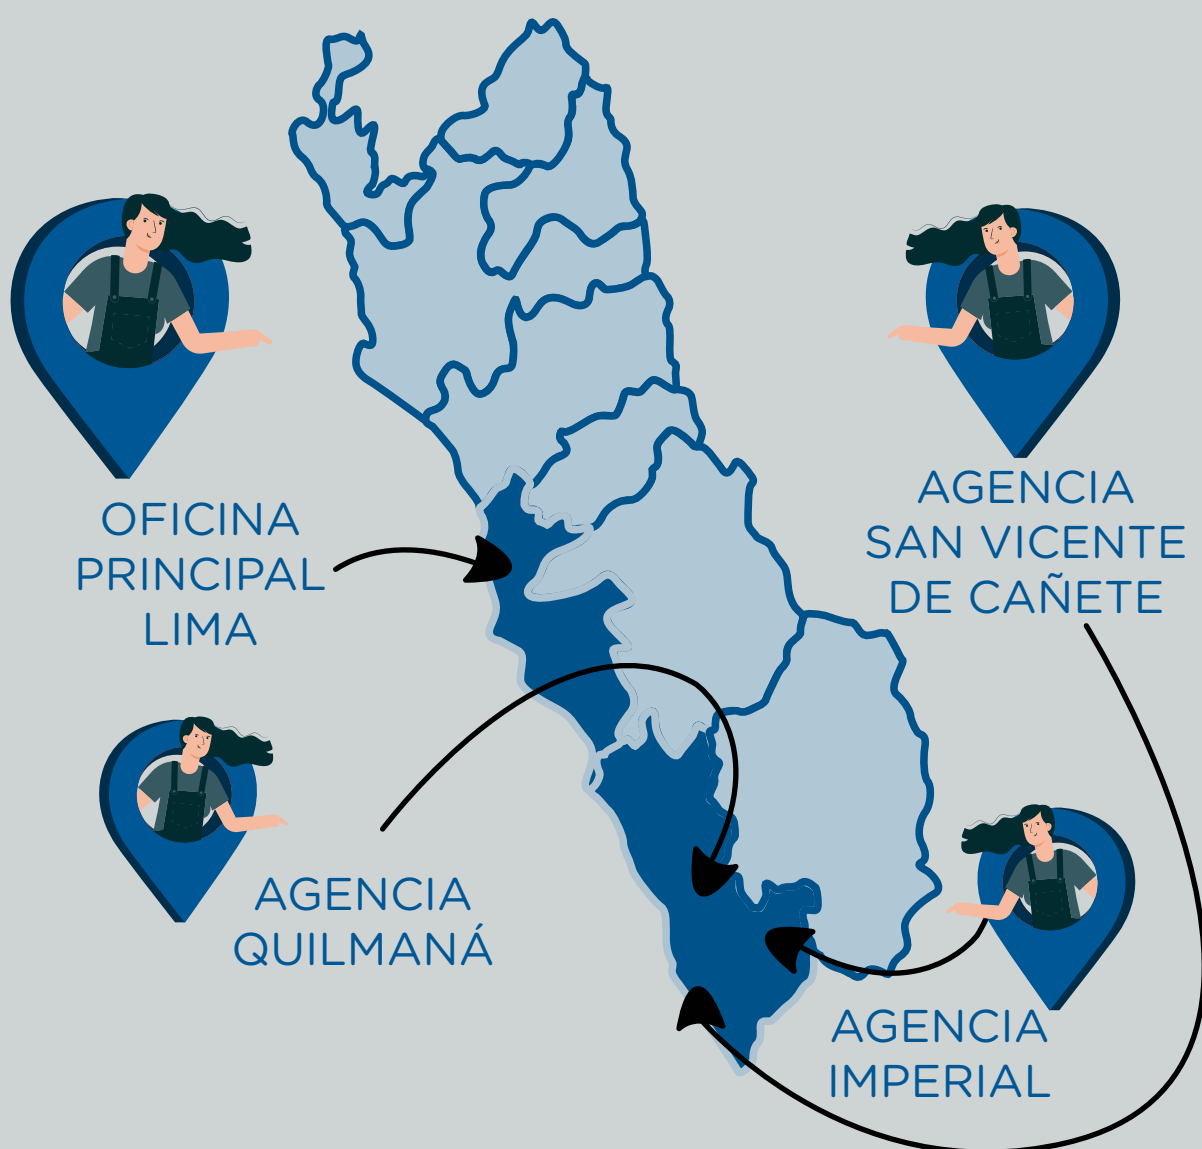 OFICINA
PRINCIPAL
LIMA
AGENCIA
SAN VICENTE
DE CAÑETE
AGENCIA
QUILMANÁ
AGENCIA
IMPERIAL